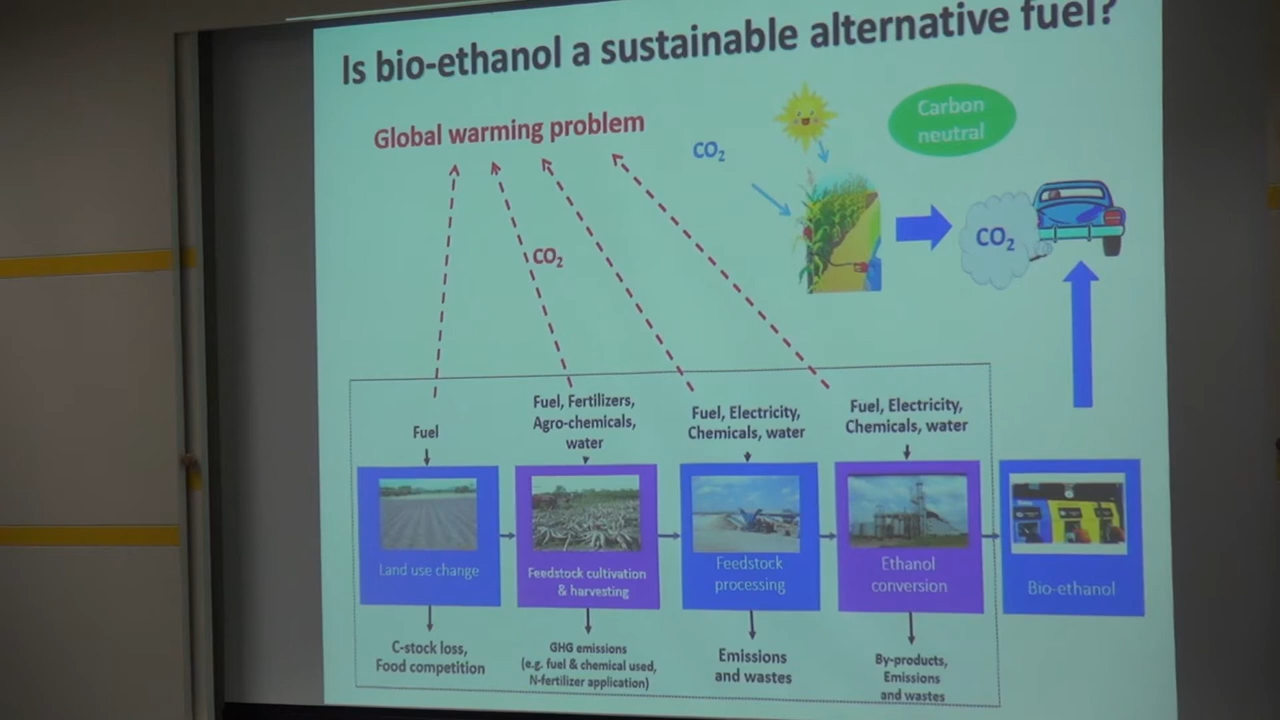 Is bio-ethanol a sustainable alternative fuel?
Global warming problem
CO₂
Carbon
neutral
CO₂
CO₂
Fuel
Fuel, Fertilizers,
Agro-chemicals,
water
Fuel, Electricity,
Chemicals, water
Fuel, Electricity,
Chemicals, water
Land use change
Feedstock cultivation
& harvesting
Feedstock
processing
Ethanol
conversion
Bio-ethanol
C-stock loss,
Food competition
GHG emissions
(e.g. fuel & chemical used,
N-fertilizer application)
Emissions
and wastes
By-products,
Emissions
and wastes